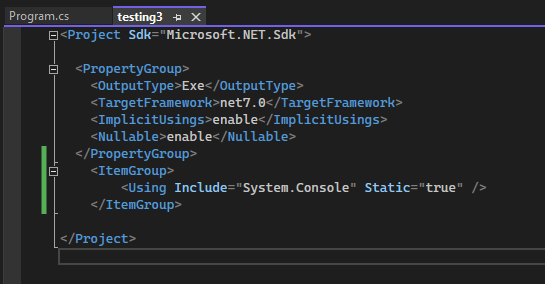 Program.cs
testing3
<Project Sdk="Microsoft.NET.Sdk">
<PropertyGroup>
<OutputType>Exe</OutputType>
<TargetFramework>net7.0</TargetFramework>
<ImplicitUsings>enable</ImplicitUsings>
<Nullable>enable</Nullable>
</PropertyGroup>
<ItemGroup>
<Using Include="System.Console" Static="true" />
</ItemGroup>
</Project>